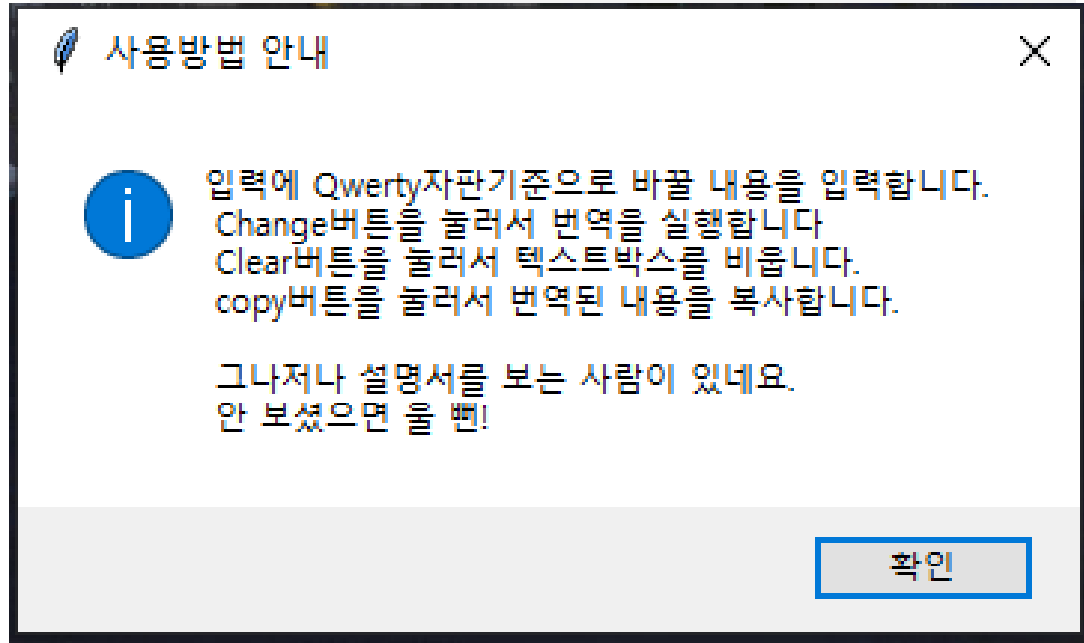 사용방법 안내
입력에 Qwerty자판기준으로 바꿀 내용을 입력합니다.
Change버튼을 눌러서 번역을 실행합니다
Clear버튼을 눌러서 텍스트박스를 비웁니다.
copy버튼을 눌러서 번역된 내용을 복사합니다.
그나저나 설명서를 보는 사람이 있네요.
안 보셨으면 울 뻔!
확인